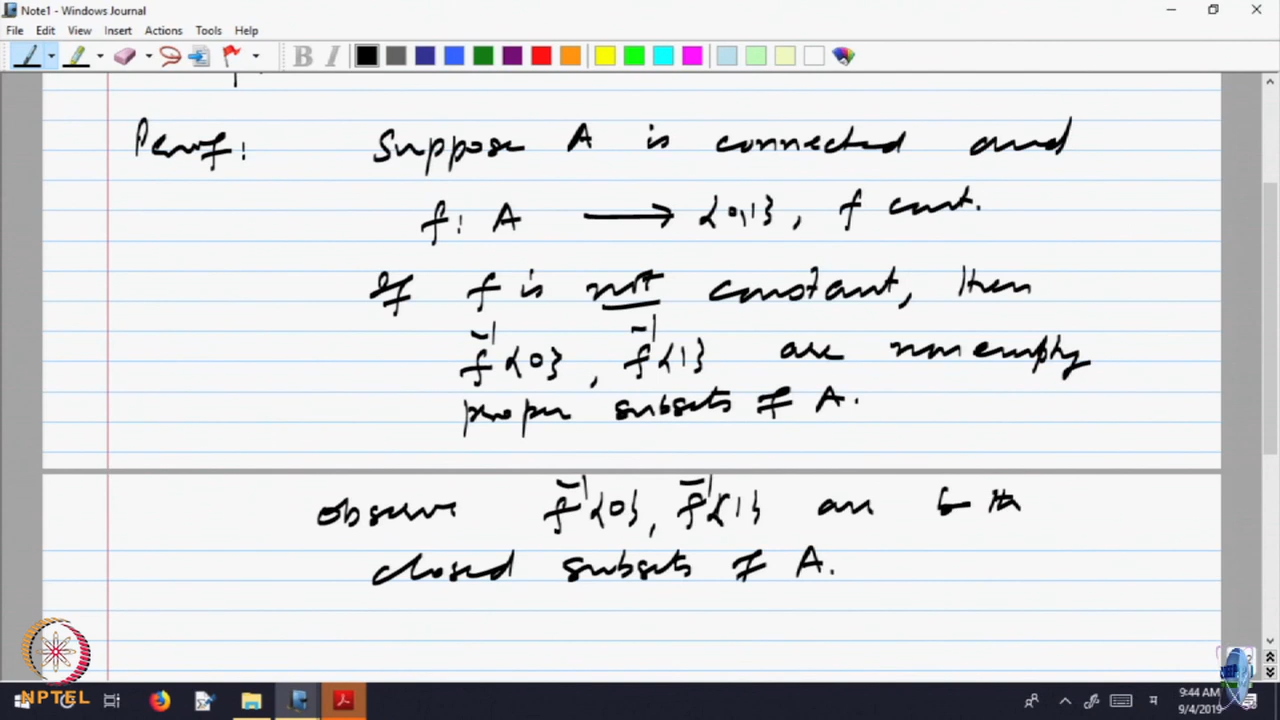 Note1 - Windows Journal
File Edit View Insert Actions Tools Help
B I
Proof: Suppose A is connected and
f: A ⟶ {0,1}, f cont.
If f is not constant, then
f⁻¹{0}, f⁻¹{1} are nonempty
proper subsets of A.
observe f⁻¹{0}, f⁻¹{1} are both
closed subsets of A.
NPTEL
9:44 AM
9/4/2019